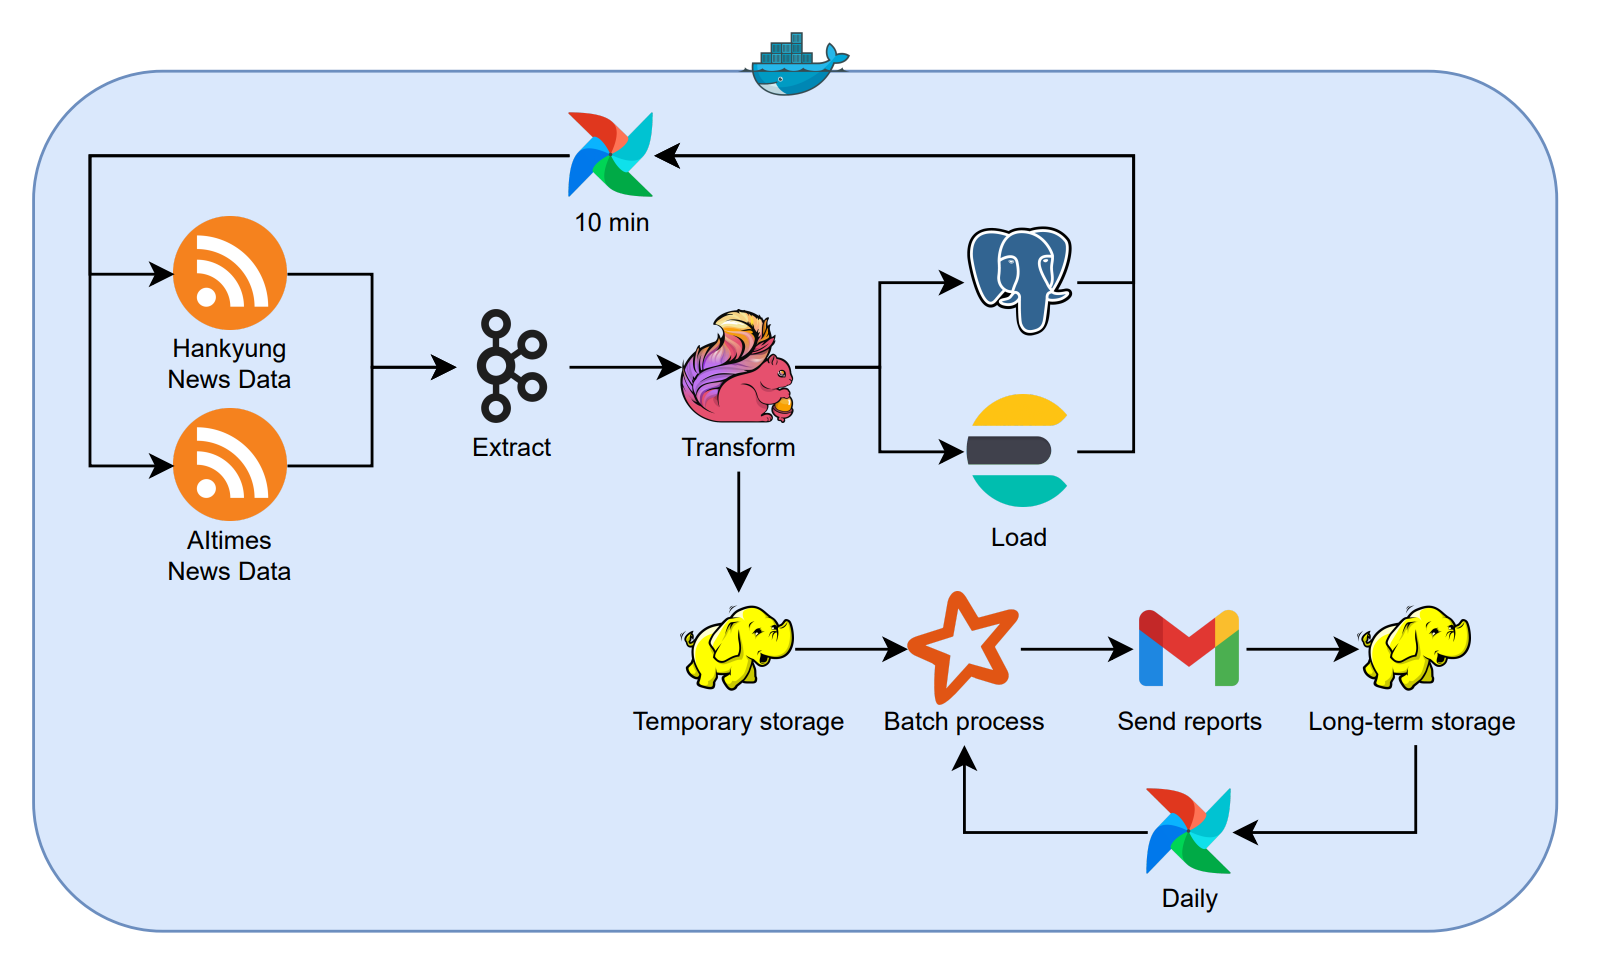 10 min
Hankyung
News Data
Extract
Transform
AItimes
News Data
Load
Temporary storage
Batch process
Send reports
Long-term storage
Daily